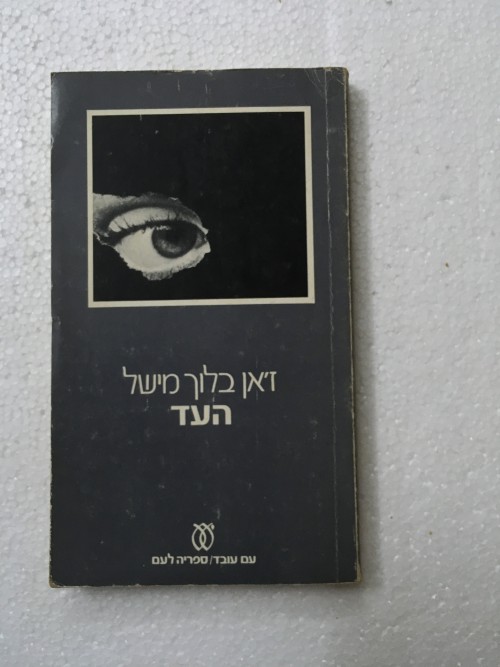 ז'אן בלוך מישל
העד
עם עובד/ספריה לעם